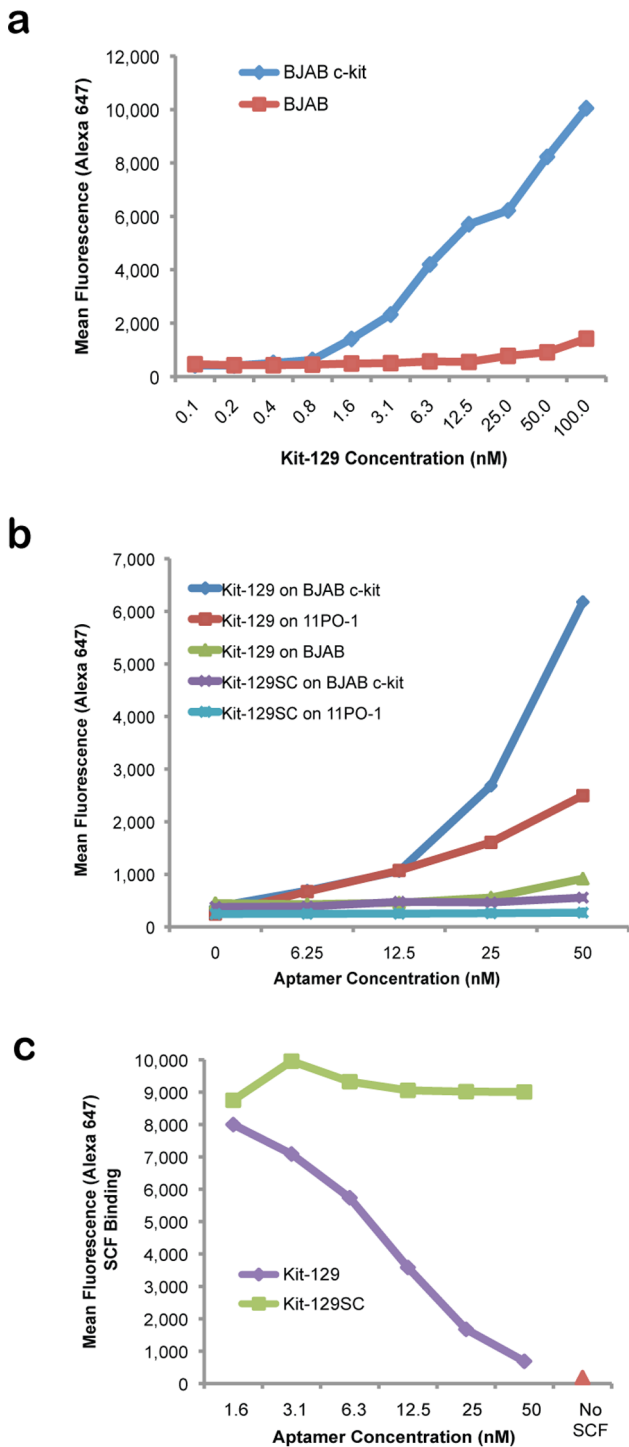 a
12,000
10,000
8,000
6,000
4,000
2,000
0
Mean Fluorescence (Alexa 647)
BJAB c-kit
BJAB
0.1 0.2 0.4 0.8 1.6 3.1 6.3 12.5 25.0 50.0 100.0
Kit-129 Concentration (nM)
b
7,000
6,000
5,000
4,000
3,000
2,000
1,000
0
Mean Fluorescence (Alexa 647)
Kit-129 on BJAB c-kit
Kit-129 on 11PO-1
Kit-129 on BJAB
Kit-129SC on BJAB c-kit
Kit-129SC on 11PO-1
0 6.25 12.5 25 50
Aptamer Concentration (nM)
c
10,000
9,000
8,000
7,000
6,000
5,000
4,000
3,000
2,000
1,000
0
Mean Fluorescence (Alexa 647)
SCF Binding
Kit-129
Kit-129SC
1.6 3.1 6.3 12.5 25 50 No
SCF
Aptamer Concentration (nM)